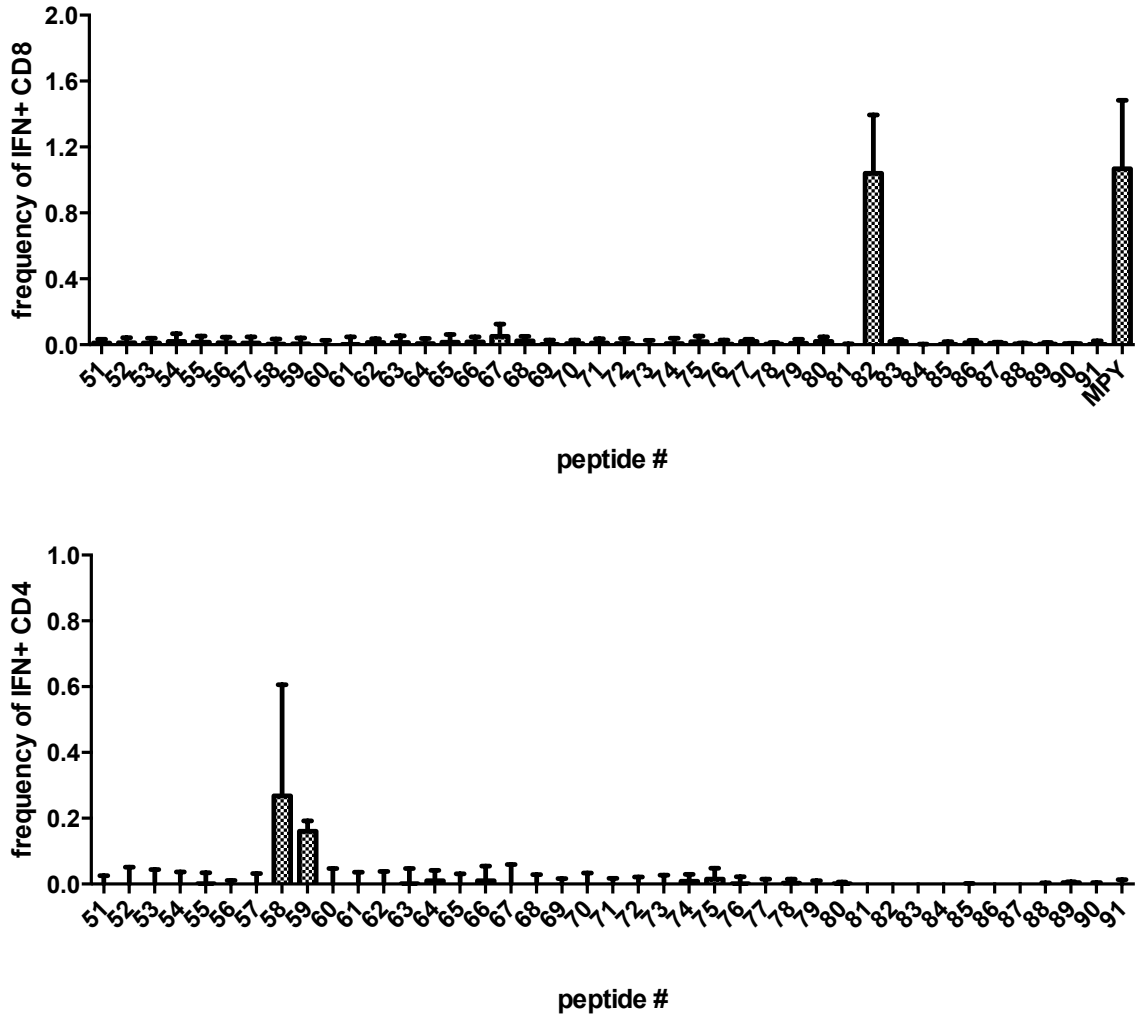 frequency of IFN+ CD8
2.0
1.6
1.2
0.8
0.4
0.0
51 52 53 54 55 56 57 58 59 60 61 62 63 64 65 66 67 68 69 70 71 72 73 74 75 76 77 78 79 80 81 82 83 84 85 86 87 88 89 90 91 MPY
peptide #
frequency of IFN+ CD4
1.0
0.8
0.6
0.4
0.2
0.0
51 52 53 54 55 56 57 58 59 60 61 62 63 64 65 66 67 68 69 70 71 72 73 74 75 76 77 78 79 80 81 82 83 84 85 86 87 88 89 90 91
peptide #